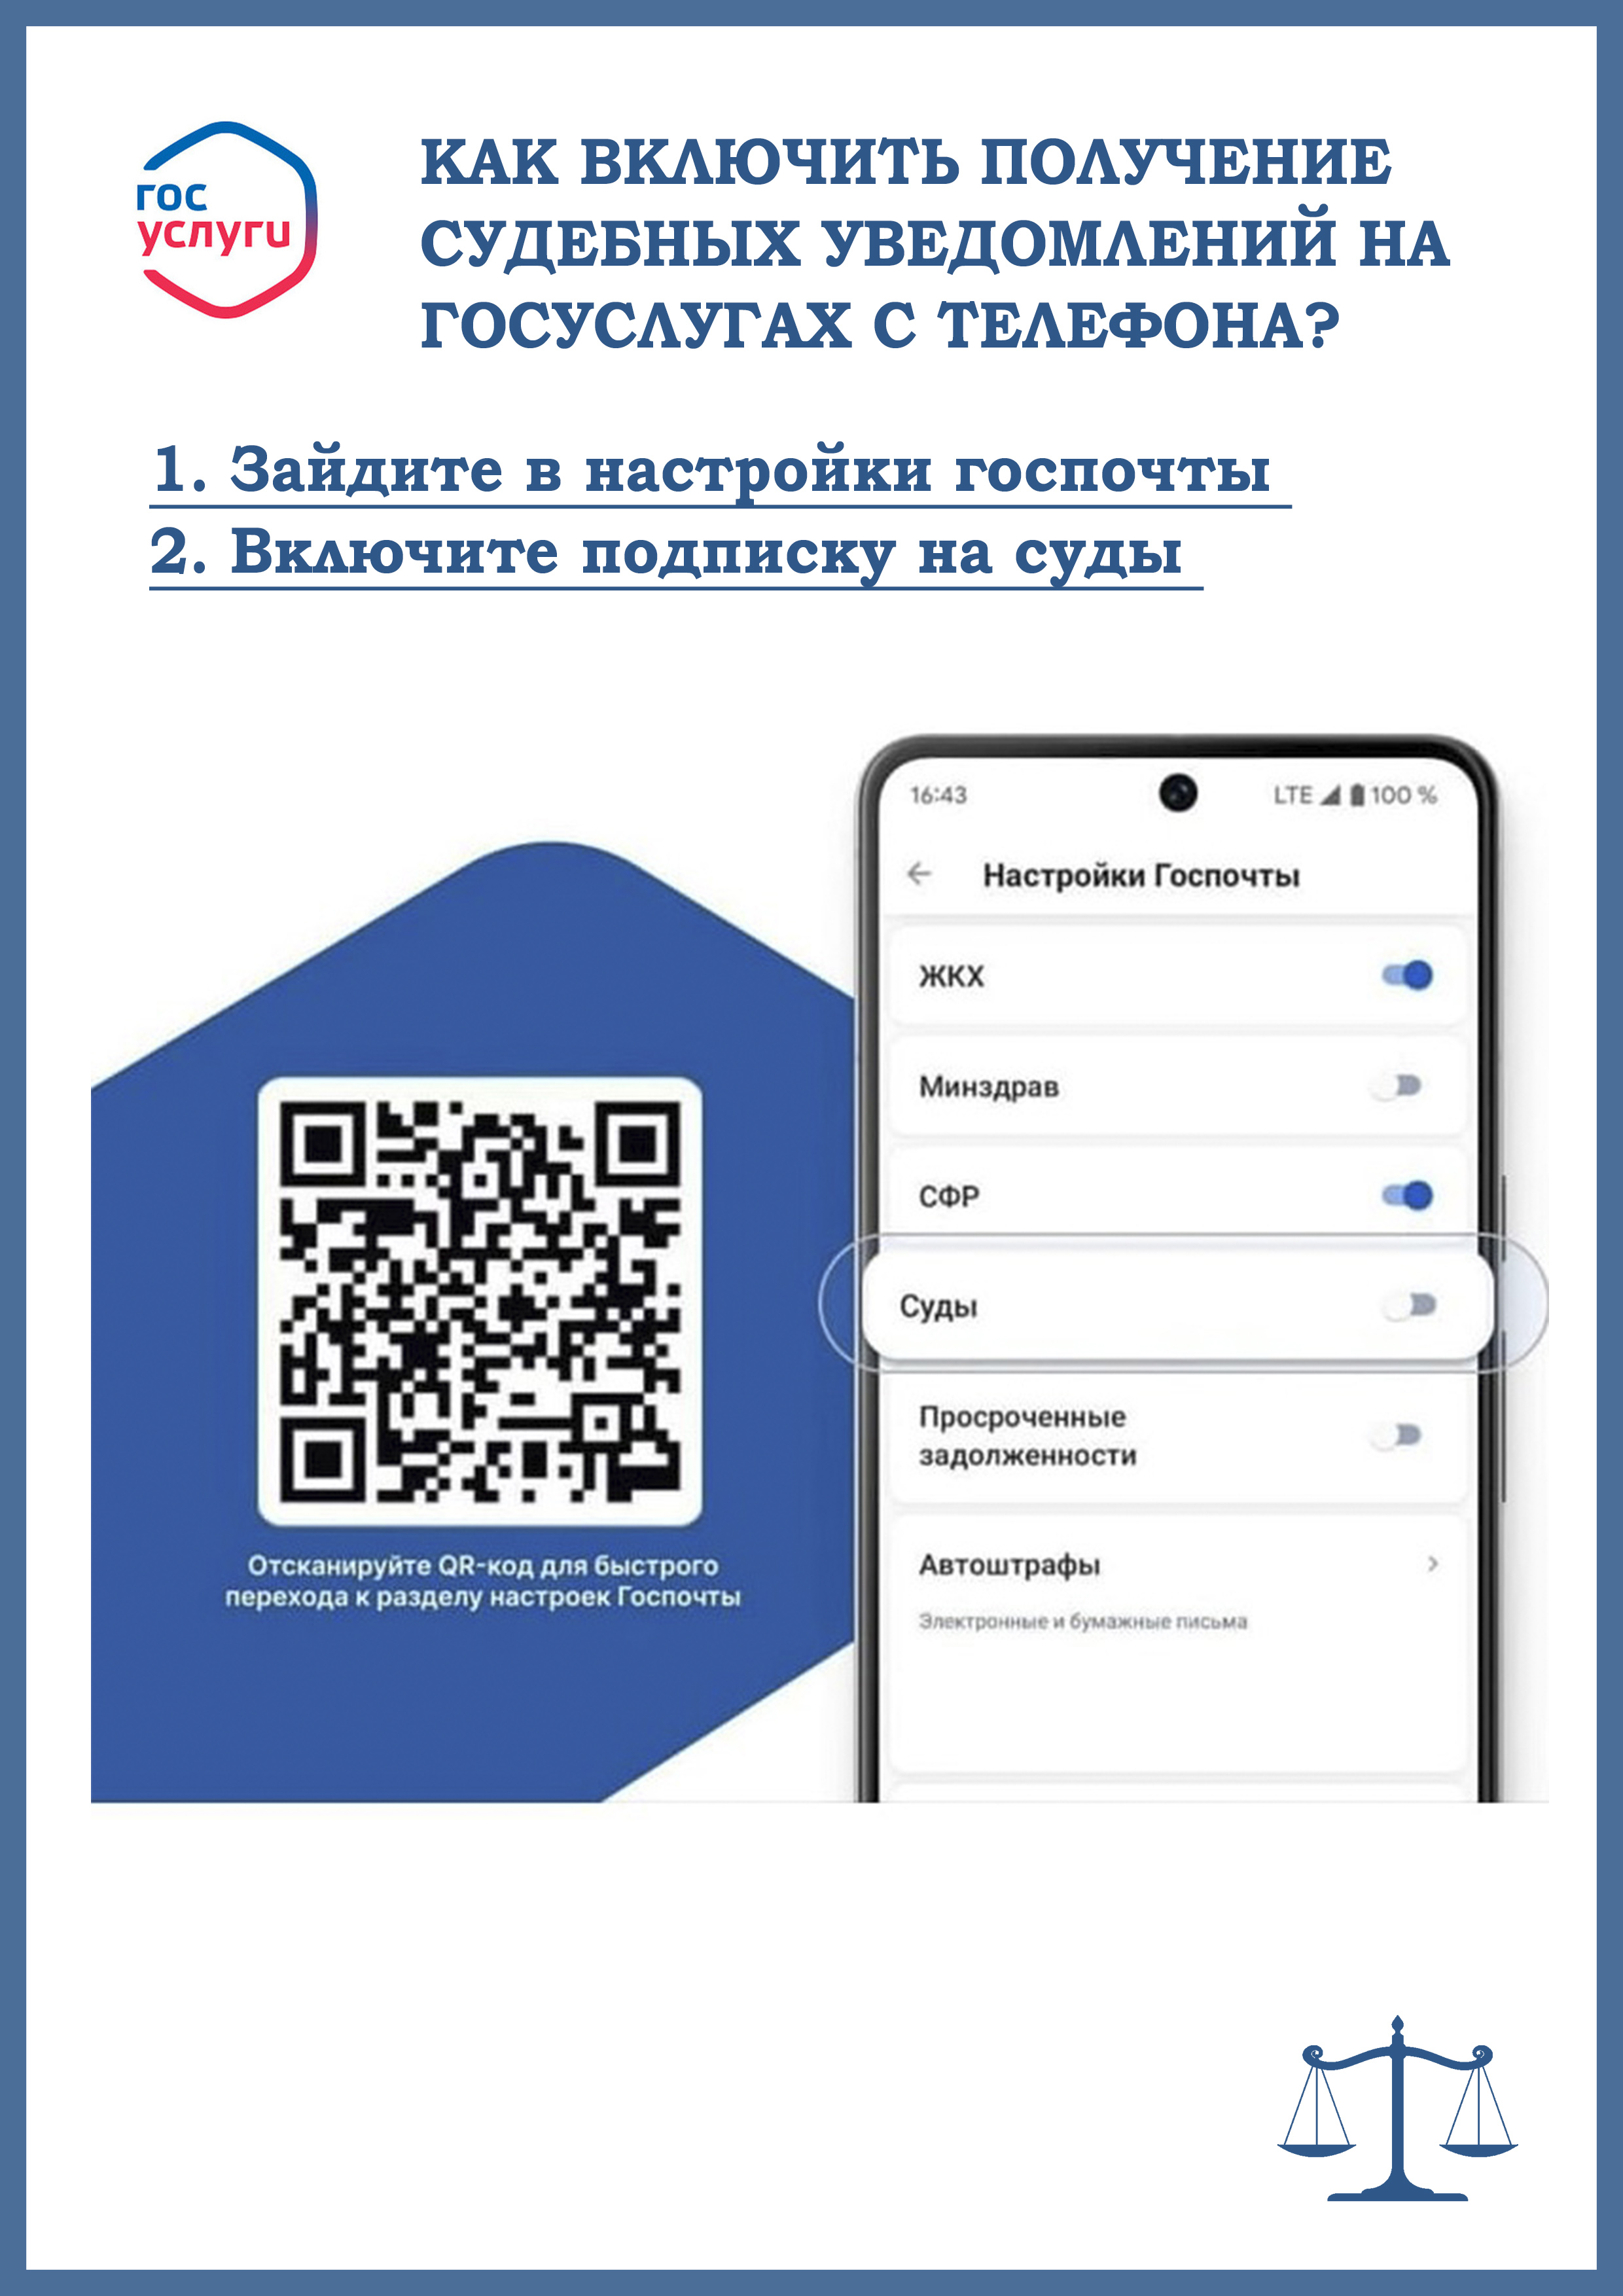 гос
услуги
КАК ВКЛЮЧИТЬ ПОЛУЧЕНИЕ
СУДЕБНЫХ УВЕДОМЛЕНИЙ НА
ГОСУСЛУГАХ С ТЕЛЕФОНА?
1. Зайдите в настройки госпочты
2. Включите подписку на суды
16:43
LTE 100 %
Настройки Госпочты
ЖКХ
Минздрав
СФР
Суды
Просроченные
задолженности
Автоштрафы
Электронные и бумажные письма
Отсканируйте QR-код для быстрого
перехода к разделу настроек Госпочты